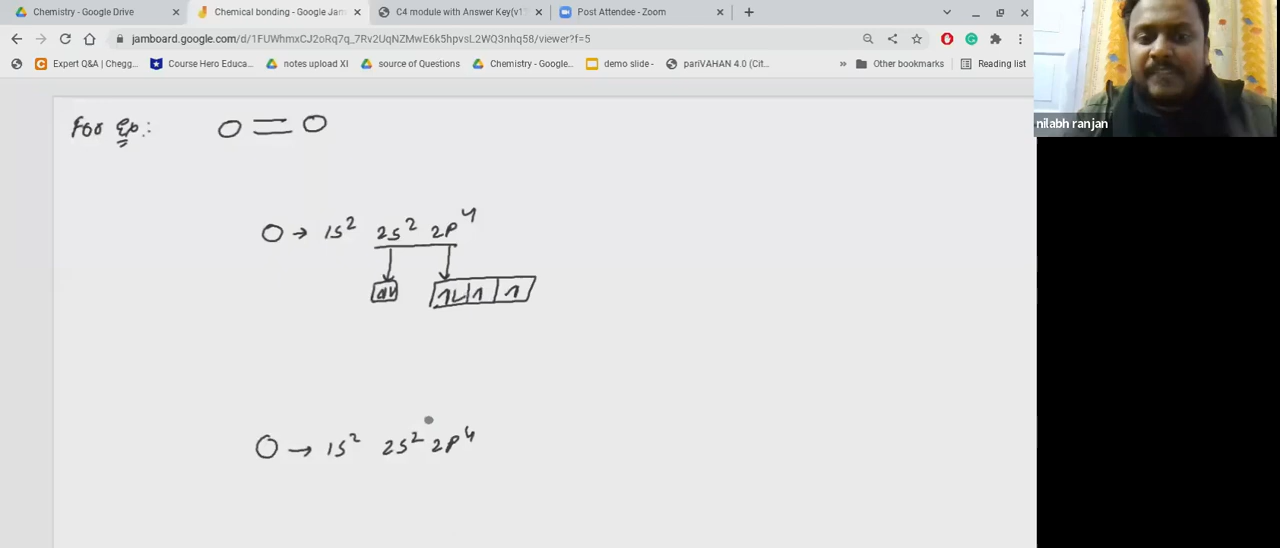 Chemistry - Google Drive
Chemical bonding - Google Jam
C4 module with Answer Key(v1
Post Attendee - Zoom
jamboard.google.com/d/1FUWhmxCJ2oRq7q_7Rv2UqNZMwE6k5hpvsL2WQ3nhq58/viewer?f=5
Expert Q&A | Chegg...
Course Hero Educa...
notes upload XI
source of Questions
Chemistry - Google...
demo slide -
pariVAHAN 4.0 (Cit...
»
Other bookmarks
Reading list
nilabh ranjan
For Ex.:
O = O
O → 1s² 2s² 2p⁴
↿⇂ ↿⇂ ↿ ↿
O → 1s² 2s² 2p⁴